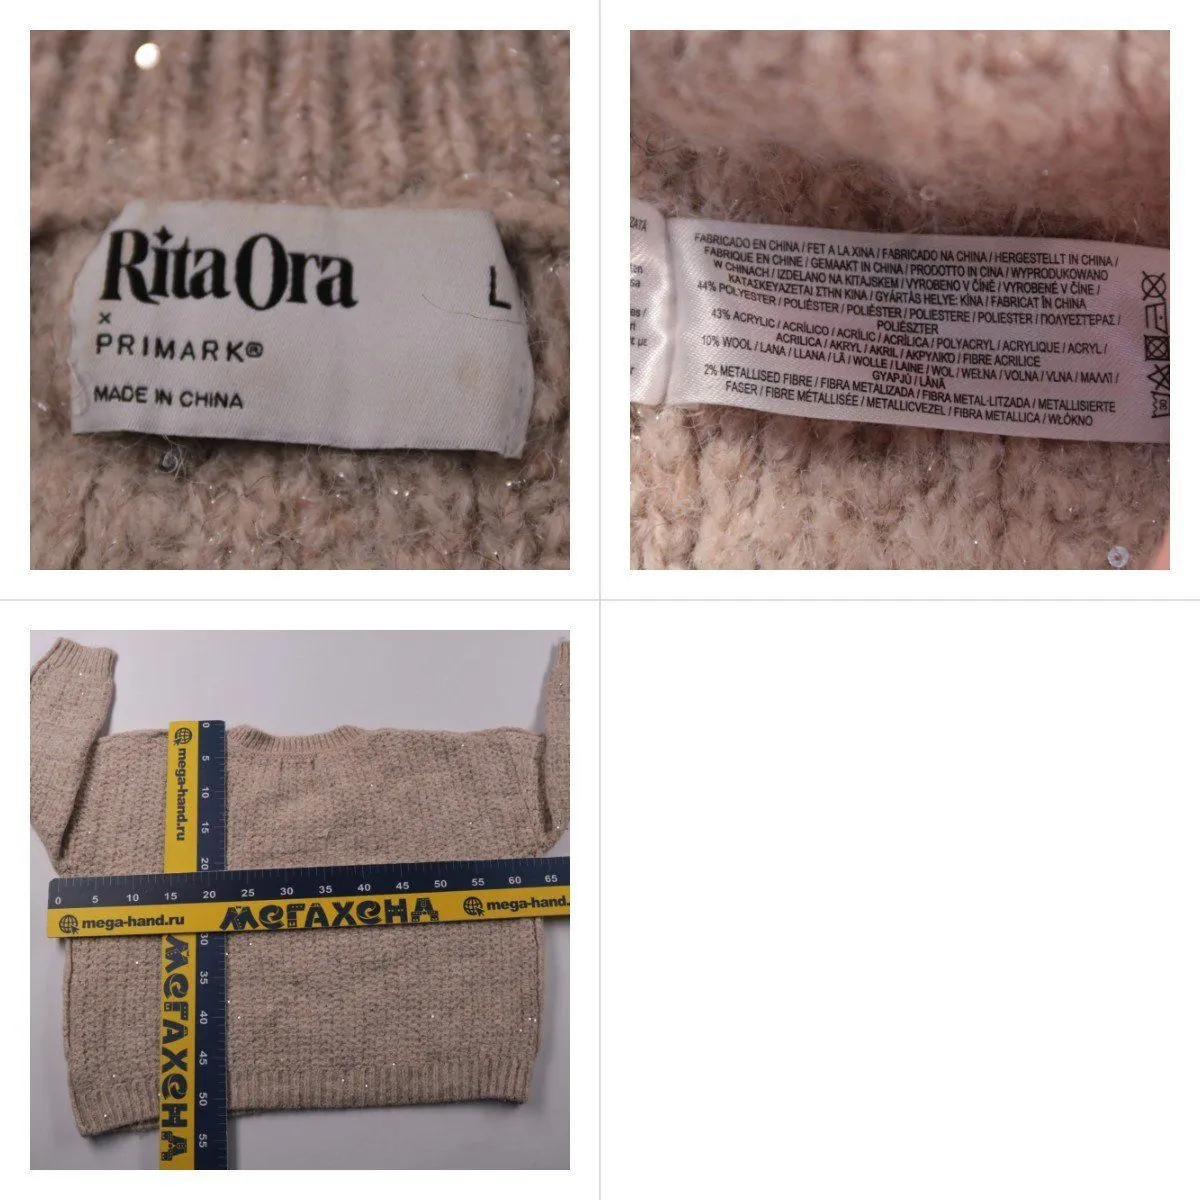 Rita Ora
L
x
PRIMARK®
MADE IN CHINA
ZATĂ
FABRICADO EN CHINA / FET A LA XINA / FABRICADO NA CHINA / HERGESTELLT IN CHINA /
FABRIQUE EN CHINE / GEMAAKT IN CHINA / PRODOTTO IN CINA / WYPRODUKOWANO
W CHINACH / IZDELANO NA KITAJSKEM / VYROBENO V ČÍNĚ / VYROBENÉ V ČÍNE /
ΚΑΤΑΣΚΕΥΑΖΕΤΑΙ ΣΤΗΝ ΚΙΝΑ / GYÁRTÁS HELYE: KÍNA / FABRICAT ÎN CHINA
44% POLYESTER / POLIÉSTER / POLIÈSTER / POLIESTERE / POLIESTER / ΠΟΛΥΕΣΤΕΡΑΣ /
POLIÉSZTER
43% ACRYLIC / ACRÍLICO / ACRÍLIC / ACRÍLICA / POLYACRYL / ACRYLIQUE / ACRYL /
ACRILICA / AKRYL / AKRIL / ΑΚΡΥΛΙΚΟ / FIBRE ACRILICE
10% WOOL / LANA / LLANA / LÃ / WOLLE / LAINE / WOL / WEŁNA / VOLNA / VLNA / ΜΑΛΛΙ /
GYAPJÚ / LÂNĂ
2% METALLISED FIBRE / FIBRA METALIZADA / FIBRA METAL·LITZADA / METALLISIERTE
FASER / FIBRE MÉTALLISÉE / METALLICVEZEL / FIBRA METALLICA / WŁÓKNO
0
5
10
15
20
30
35
40
45
50
55
mega-hand.ru
МЕГАХЕНД
0 5 10 15 20 25 30 35 40 45 50 55 60 65
mega-hand.ru МЕГАХЕНД mega-hand.